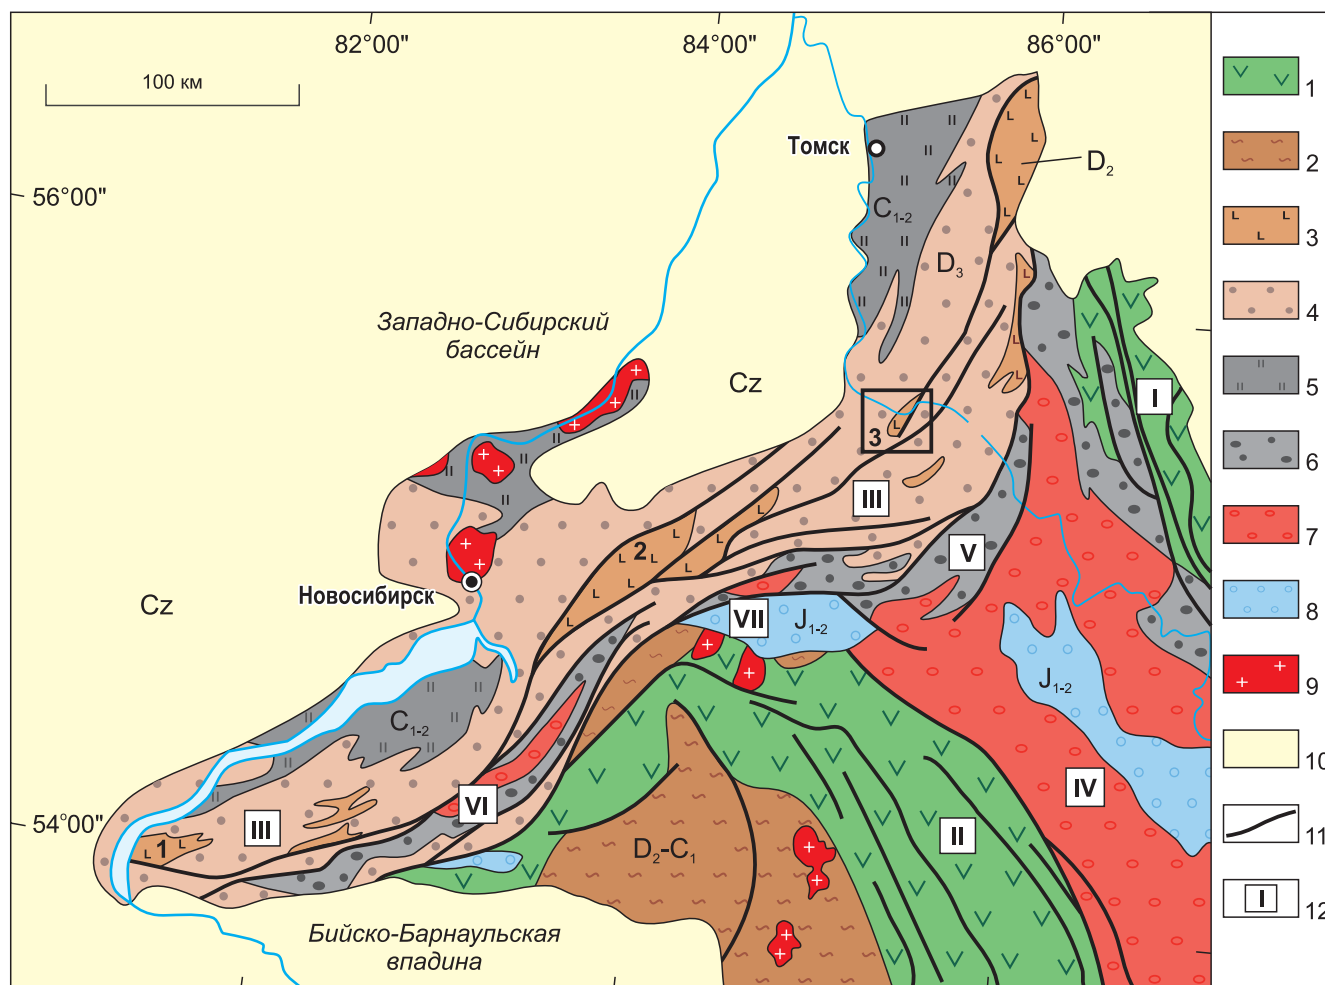 82°00"
84°00"
86°00"
100 км
Томск
D₂
56°00"
C₁₋₂
D₃
Западно-Сибирский
бассейн
Cz
I
3
III
2
V
Новосибирск
Cz
VII
J₁₋₂
J₁₋₂
C₁₋₂
IV
VI
III
54°00"
1
II
D₂-C₁
Бийско-Барнаульская
впадина
1
2
3
4
5
6
7
8
9
10
11
I
12